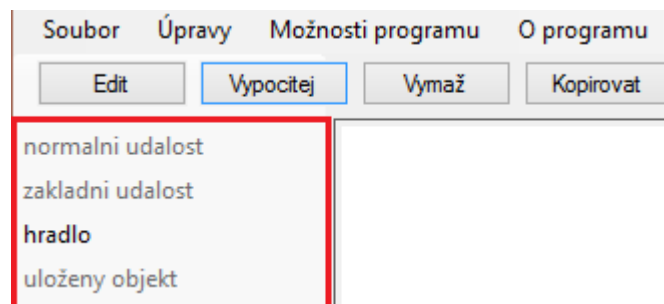 Soubor Úpravy Možnosti programu O programu
Edit Vypocitej Vymaž Kopirovat
normalni udalost
zakladni udalost
hradlo
uloženy objekt